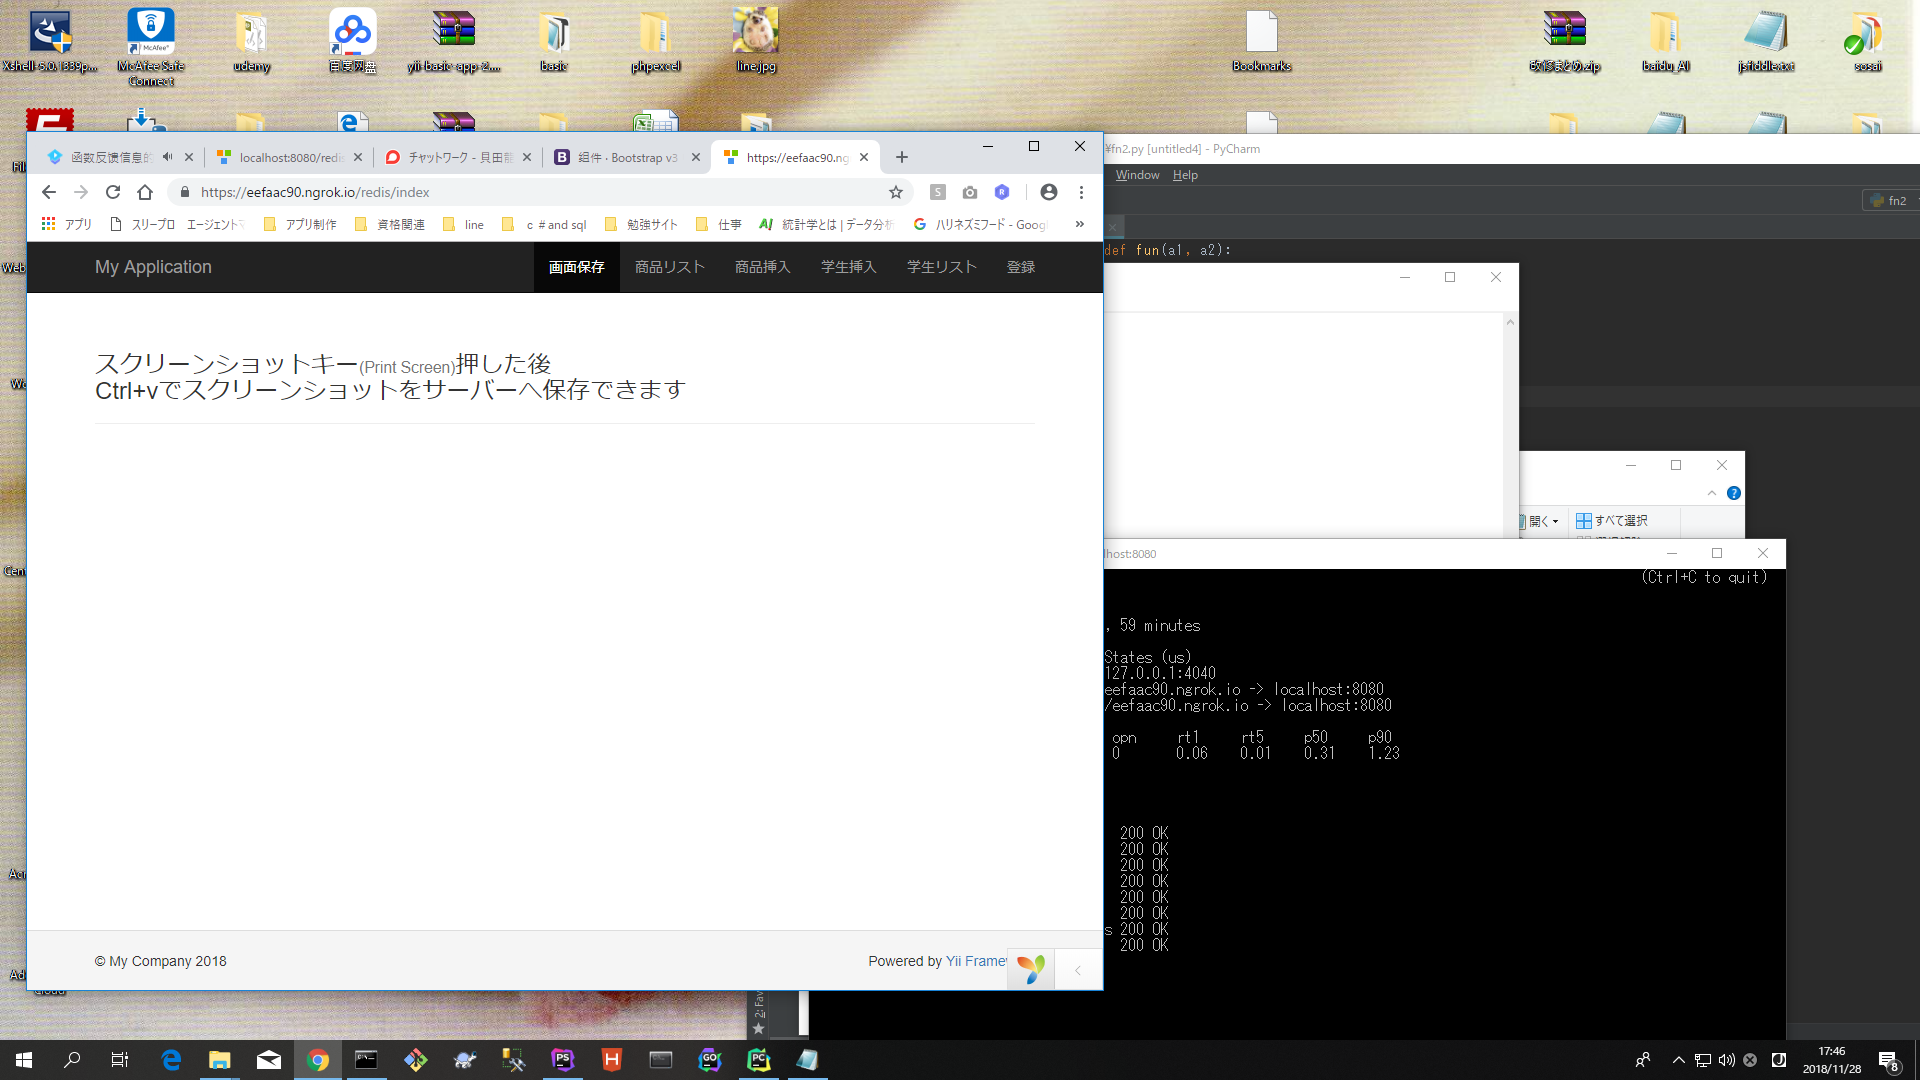 Xshell-6.0.1339p...
McAfee Safe Connect
udemy
百度网盘
yii-basic-app-2....
basic
phpexcel
line.jpg
Bookmarks
改修まとめ.zip
baidu_AI
jsfiddle.txt
sosai
函数反馈信息的
localhost:8080/redi
チャットワーク - 貝田龍
组件 · Bootstrap v3
https://eefaac90.ng
https://eefaac90.ngrok.io/redis/index
アプリ
スリープロ エージェント
アプリ制作
資格関連
line
c # and sql
勉強サイト
仕事
統計学とは | データ分析
ハリネズミフード - Goog
»
My Application
画面保存
商品リスト
商品挿入
学生挿入
学生リスト
登録
スクリーンショットキー(Print Screen)押した後
Ctrl+vでスクリーンショットをサーバーへ保存できます
© My Company 2018
Powered by Yii Frame
¥fn2.py [untitled4] - PyCharm
Window Help
fn2
def fun(a1, a2):
開く
すべて選択
lhost:8080
(Ctrl+C to quit)
, 59 minutes
States (us)
127.0.0.1:4040
eefaac90.ngrok.io -> localhost:8080
/eefaac90.ngrok.io -> localhost:8080
opn rt1 rt5 p50 p90
0 0.06 0.01 0.31 1.23
200 OK
200 OK
200 OK
200 OK
200 OK
200 OK
s 200 OK
200 OK
2: Fav
17:46
2018/11/28
8